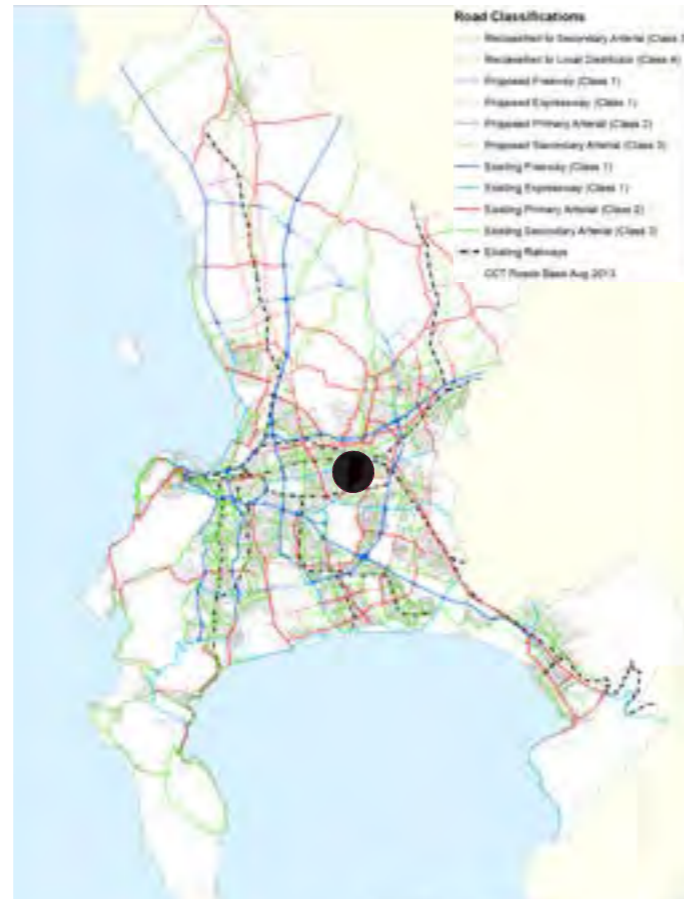 Road Classifications
Reclassified to Secondary Arterial (Class 3
Reclassified to Local Distributor (Class 4)
Proposed Freeway (Class 1)
Proposed Expressway (Class 1)
Proposed Primary Arterial (Class 2)
Proposed Secondary Arterial (Class 3)
Existing Freeway (Class 1)
Existing Expressway (Class 1)
Existing Primary Arterial (Class 2)
Existing Secondary Arterial (Class 3)
Existing Railways
CCT Roads Base Aug 2013